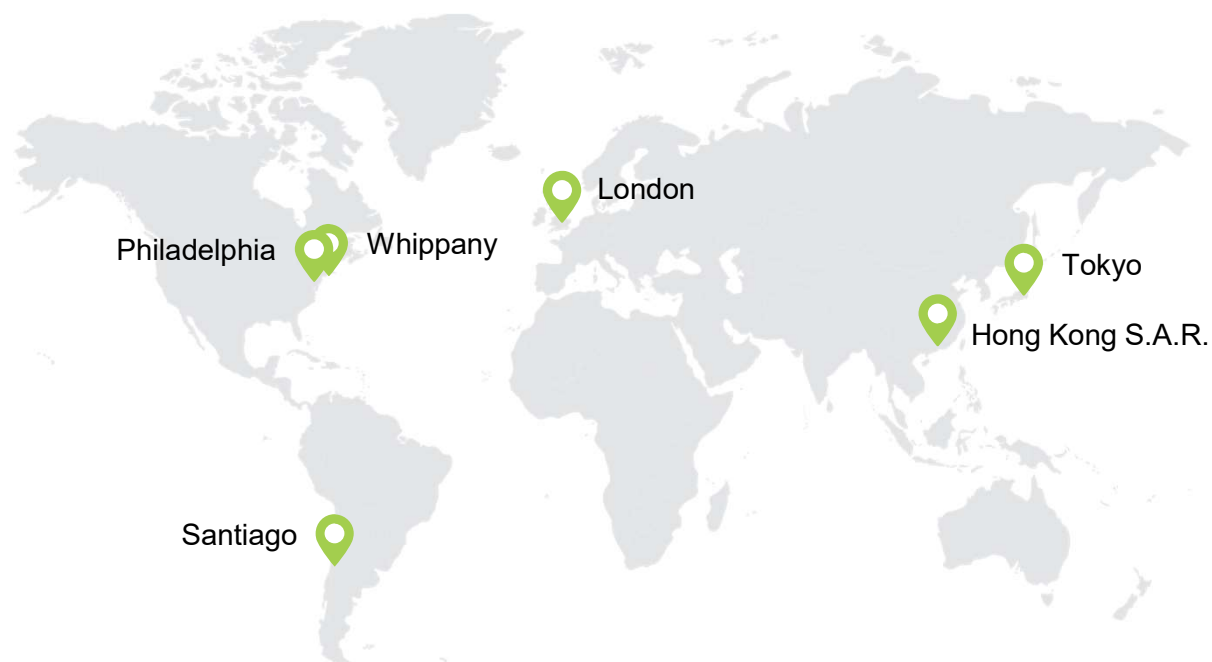 London
Philadelphia
Whippany
Tokyo
Hong Kong S.A.R.
Santiago